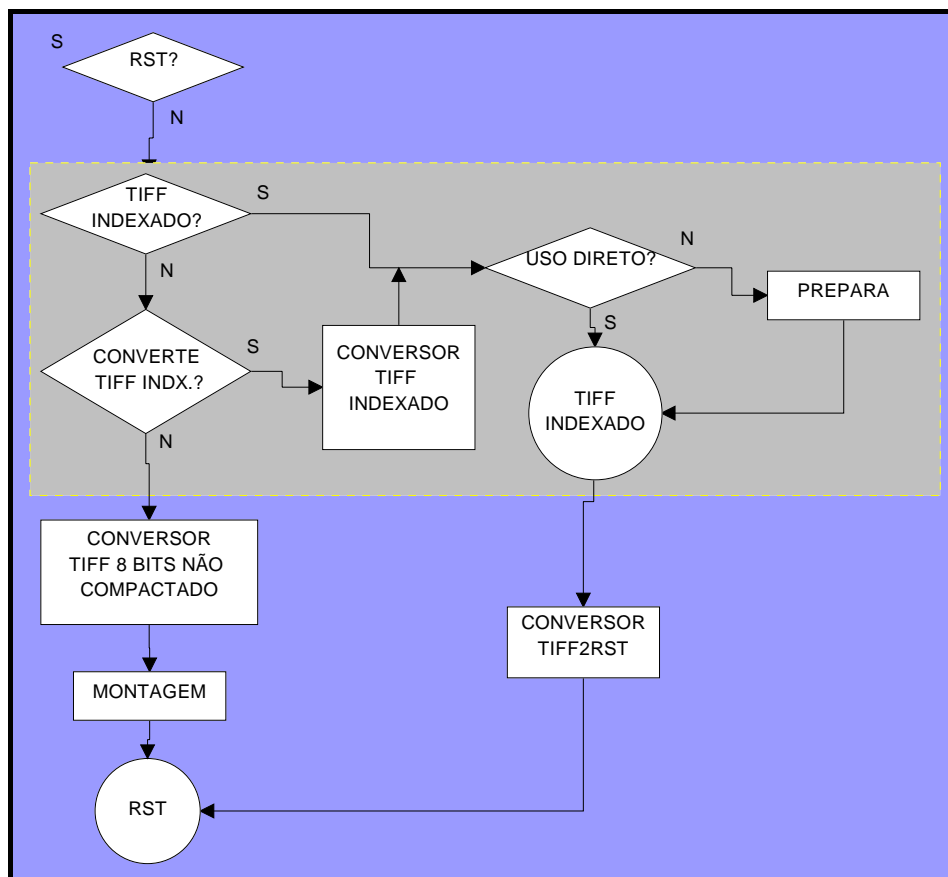 S
RST?
N
TIFF
INDEXADO?
S
N
USO DIRETO?
N
S
PREPARA
CONVERTE
TIFF INDX.?
S
N
CONVERSOR
TIFF
INDEXADO
TIFF
INDEXADO
CONVERSOR
TIFF 8 BITS NÃO
COMPACTADO
CONVERSOR
TIFF2RST
MONTAGEM
RST